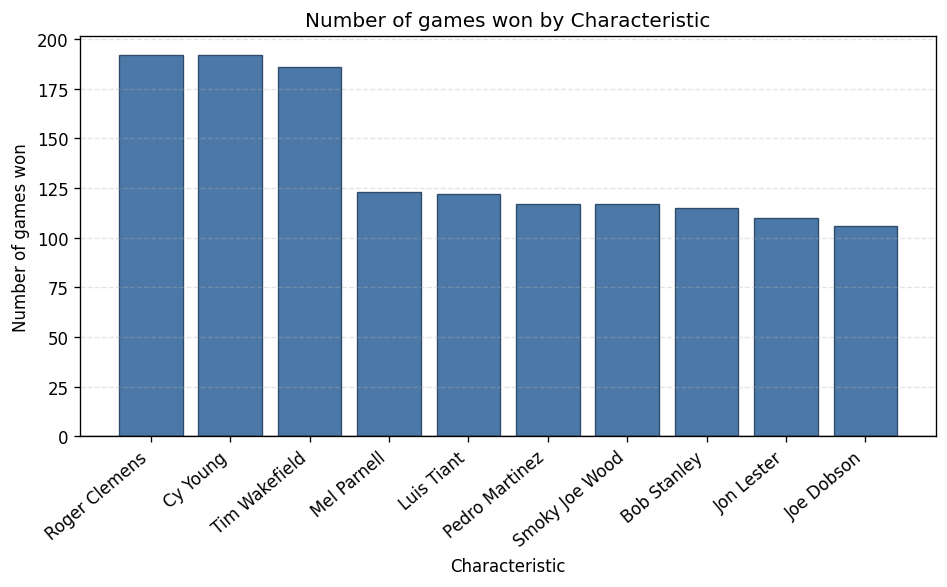 Number of games won by Characteristic
Number of games won
200
175
150
125
100
75
50
25
0
Roger Clemens
Cy Young
Tim Wakefield
Mel Parnell
Luis Tiant
Pedro Martinez
Smoky Joe Wood
Bob Stanley
Jon Lester
Joe Dobson
Characteristic